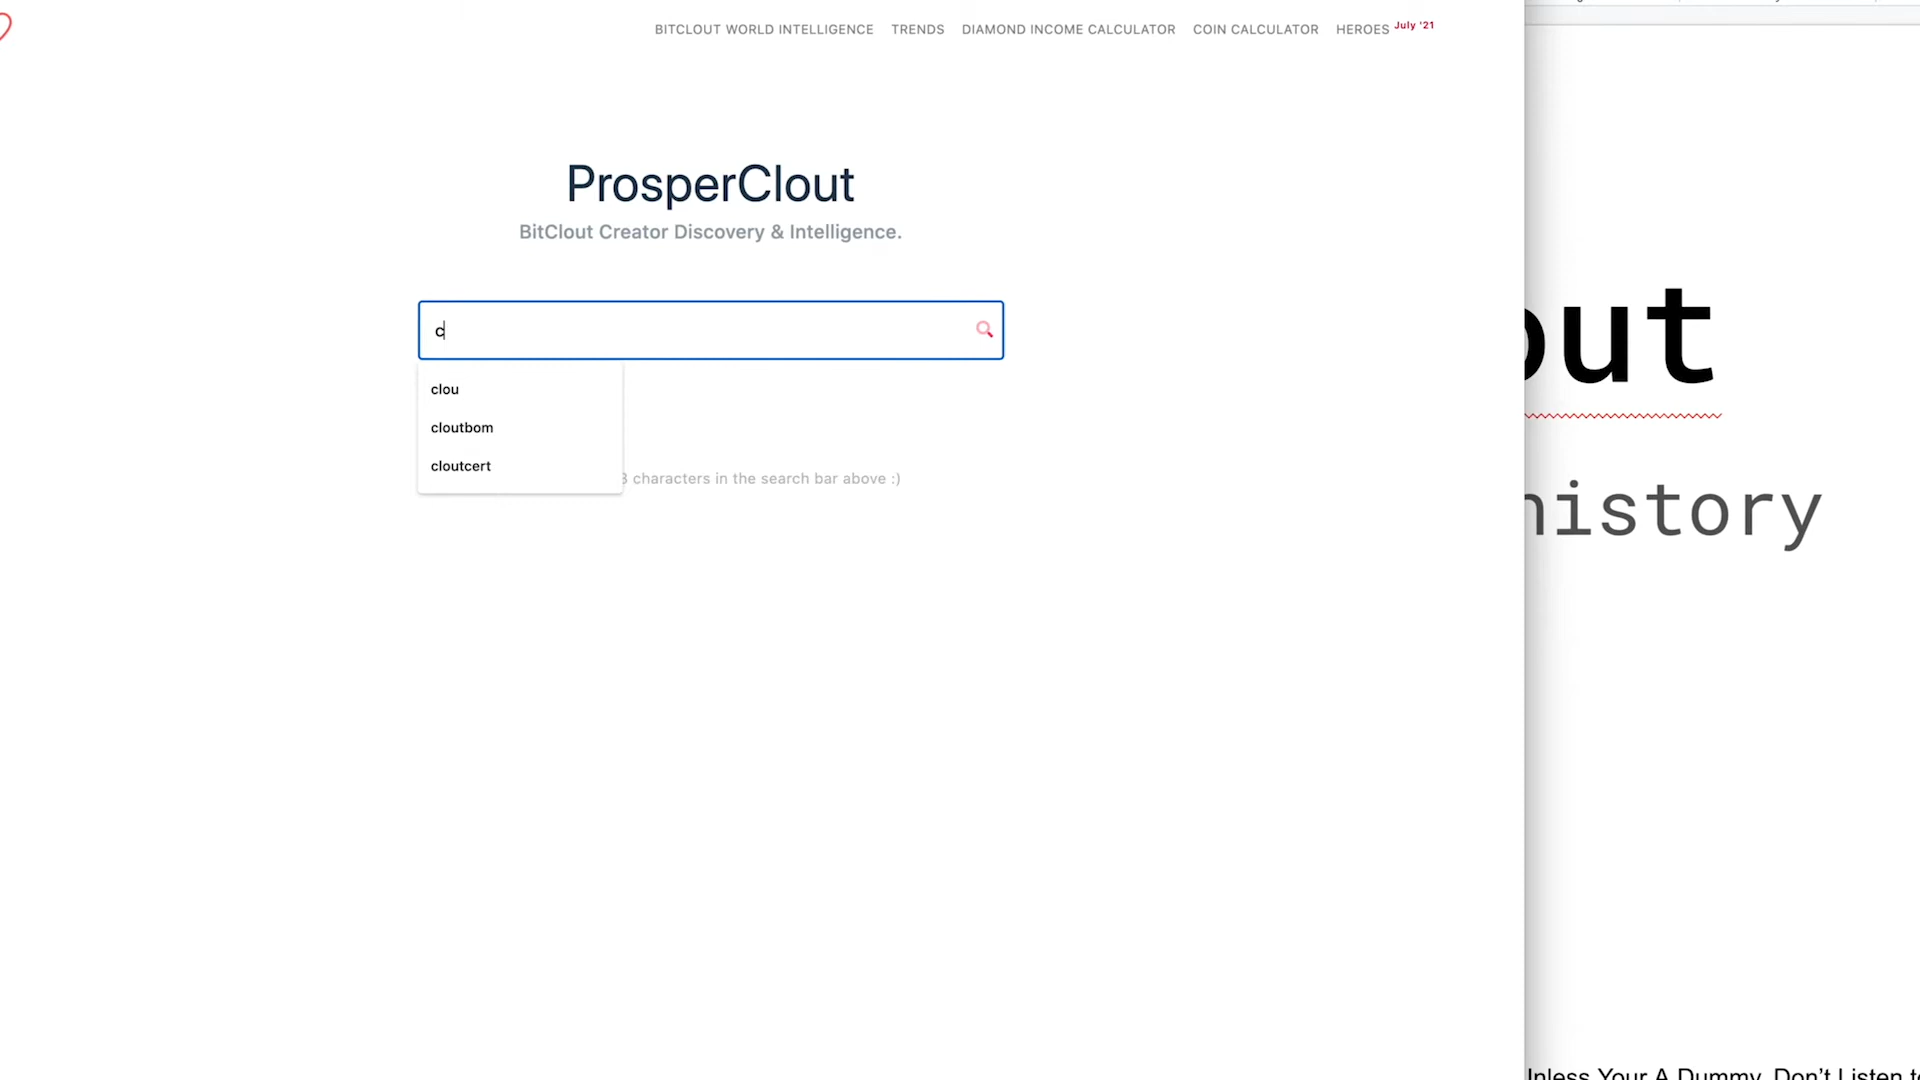 BITCLOUT WORLD INTELLIGENCE TRENDS DIAMOND INCOME CALCULATOR COIN CALCULATOR HEROES July '21
ProsperClout
BitClout Creator Discovery & Intelligence.
c
clou
cloutbom
cloutcert
characters in the search bar above :)
out
history
Your A Dummy, Don't Listen